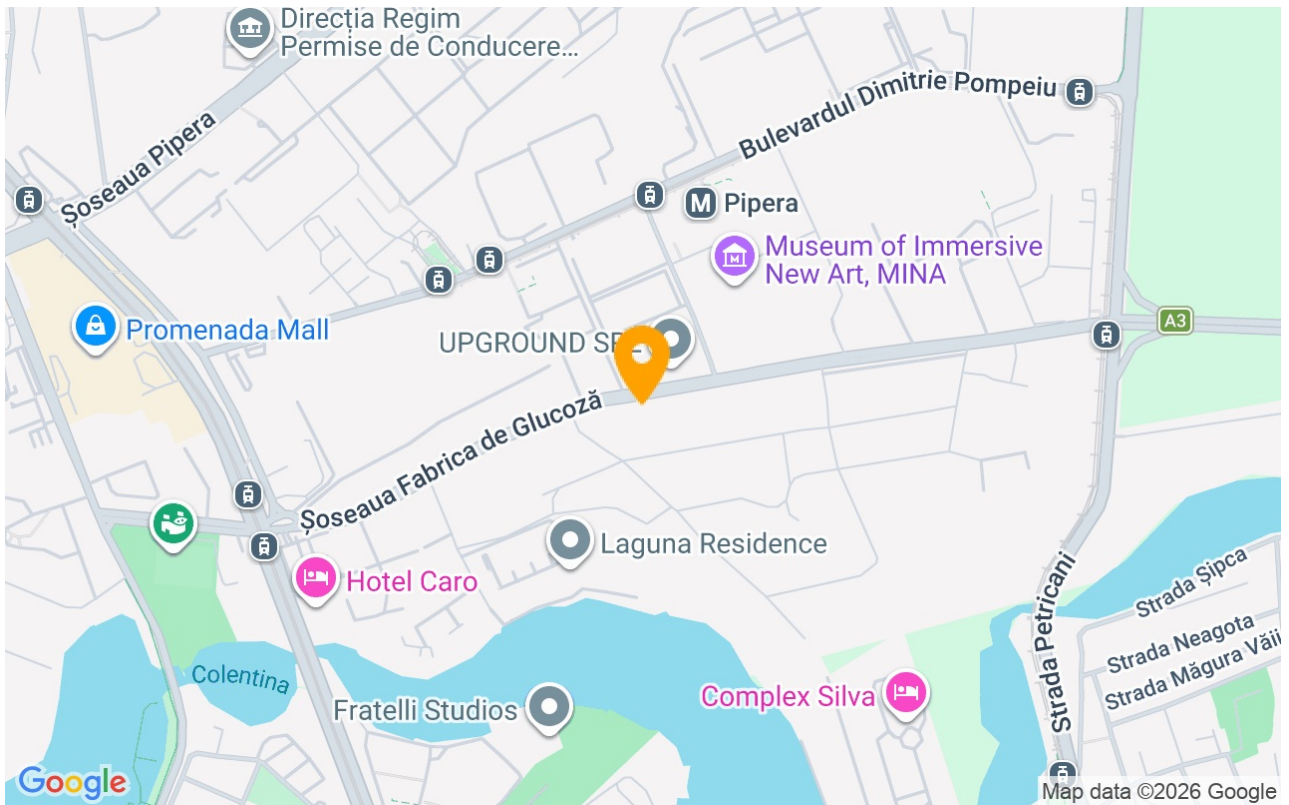 Direcția Regim
Permise de Conducere...
Șoseaua Pipera
Bulevardul Dimitrie Pompeiu
M Pipera
Museum of Immersive
New Art, MINA
Promenada Mall
UPGROUND
A3
Șoseaua Fabrica de Glucoză
Laguna Residence
Hotel Caro
Strada Șipca
Strada Neagota
Strada Măgura Văii
Strada Petricani
Colentina
Complex Silva
Fratelli Studios
Google
Map data ©2026 Google